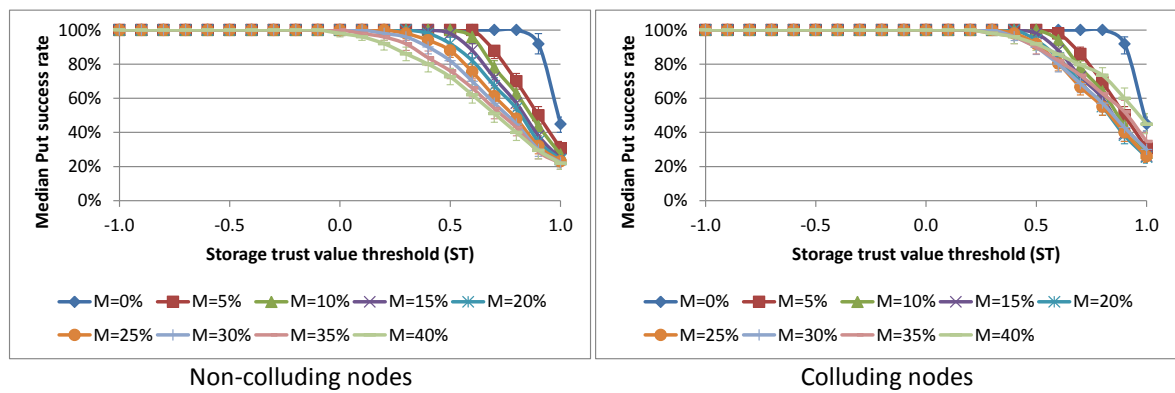 Median Put success rate
100%
80%
60%
40%
20%
0%
-1.0 -0.5 0.0 0.5 1.0
Storage trust value threshold (ST)
M=0% M=5% M=10% M=15% M=20%
M=25% M=30% M=35% M=40%
Non-colluding nodes
Median Put success rate
100%
80%
60%
40%
20%
0%
-1.0 -0.5 0.0 0.5 1.0
Storage trust value threshold (ST)
M=0% M=5% M=10% M=15% M=20%
M=25% M=30% M=35% M=40%
Colluding nodes